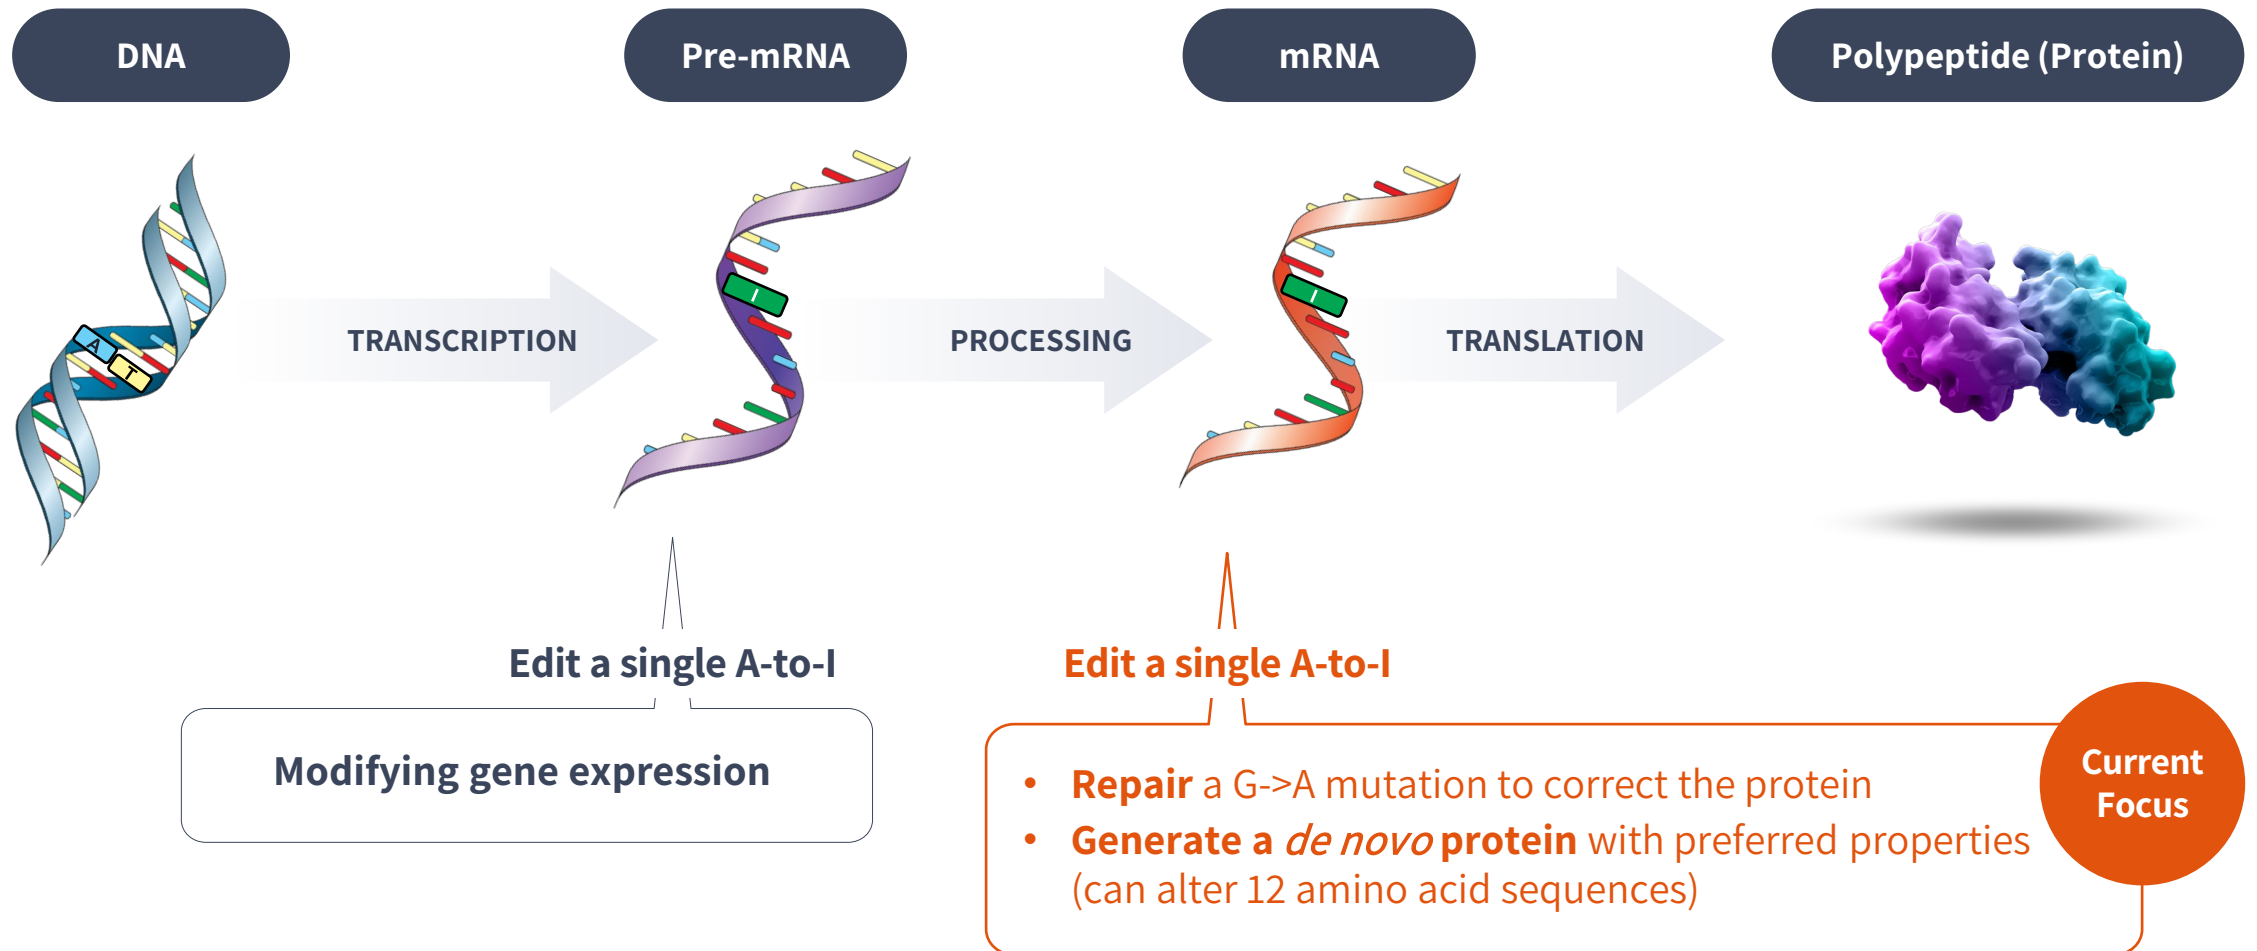 DNA
Pre-mRNA
mRNA
Polypeptide (Protein)
A
T
I
I
TRANSCRIPTION
PROCESSING
TRANSLATION
Edit a single A-to-I
Modifying gene expression
Edit a single A-to-I
• Repair a G->A mutation to correct the protein
• Generate a de novo protein with preferred properties
(can alter 12 amino acid sequences)
Current
Focus